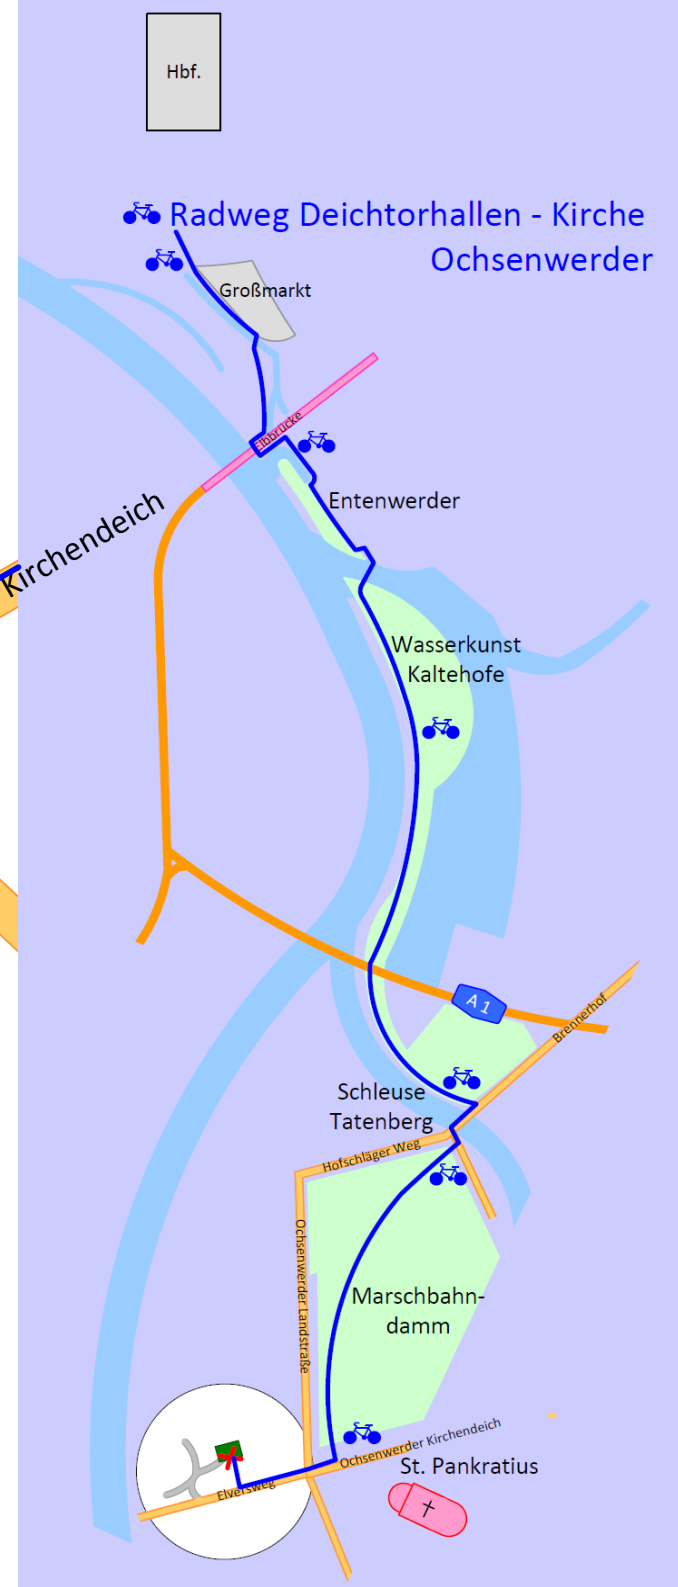 Hbf.
Radweg Deichtorhallen - Kirche
Ochsenwerder
Großmarkt
Elbbrücke
Entenwerder
Kirchendeich
Wasserkunst
Kaltehofe
A 1
Brennerhof
Schleuse
Tatenberg
Hofschläger Weg
Ochsenwerder Landstraße
Marschbahn-
damm
Ochsenwerder Kirchendeich
St. Pankratius
Elversweg